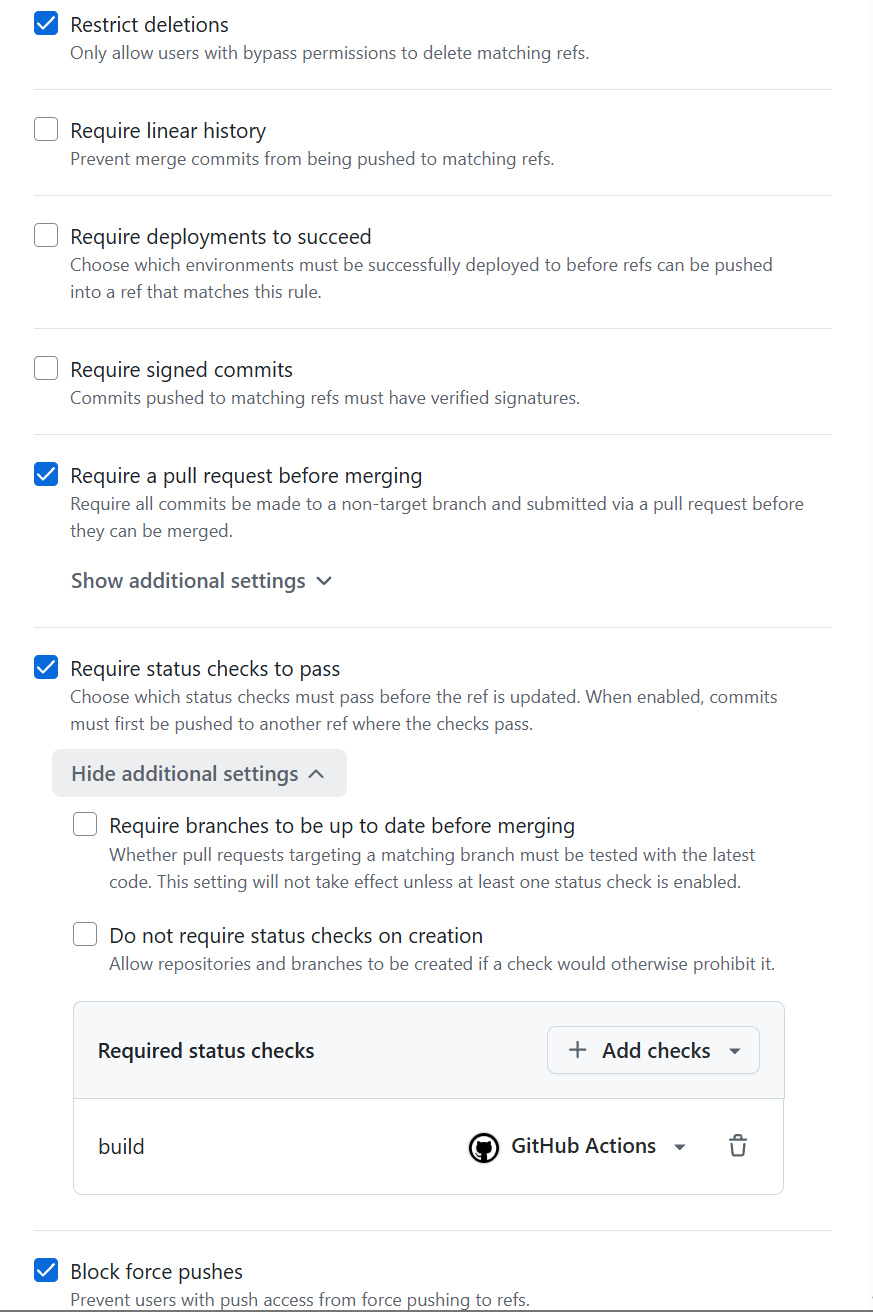 Restrict deletions
Only allow users with bypass permissions to delete matching refs.
Require linear history
Prevent merge commits from being pushed to matching refs.
Require deployments to succeed
Choose which environments must be successfully deployed to before refs can be pushed
into a ref that matches this rule.
Require signed commits
Commits pushed to matching refs must have verified signatures.
Require a pull request before merging
Require all commits be made to a non-target branch and submitted via a pull request before
they can be merged.
Show additional settings
Require status checks to pass
Choose which status checks must pass before the ref is updated. When enabled, commits
must first be pushed to another ref where the checks pass.
Hide additional settings
Require branches to be up to date before merging
Whether pull requests targeting a matching branch must be tested with the latest
code. This setting will not take effect unless at least one status check is enabled.
Do not require status checks on creation
Allow repositories and branches to be created if a check would otherwise prohibit it.
Required status checks
Add checks
build
GitHub Actions
Block force pushes
Prevent users with push access from force pushing to refs.